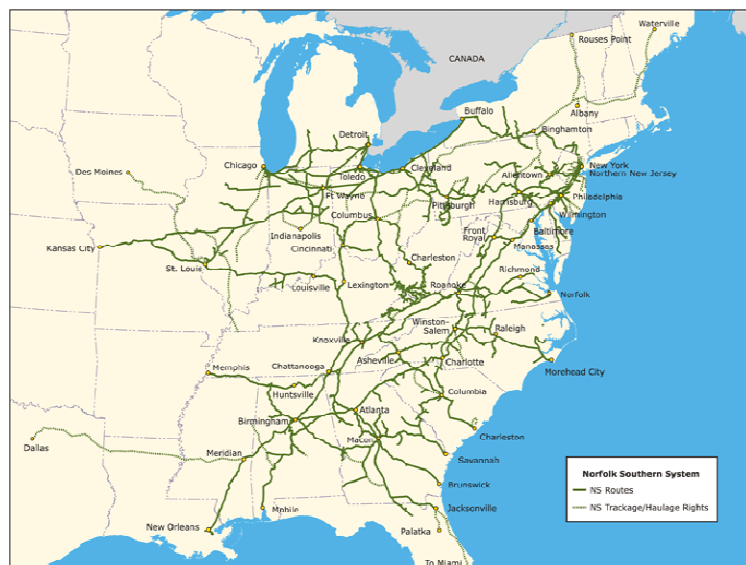 Waterville
Rouses Point
CANADA
Buffalo
Albany
Detroit
Binghamton
Chicago
Cleveland
New York
Des Moines
Toledo
Allentown
Northern New Jersey
Ft Wayne
Pittsburgh
Harrisburg
Philadelphia
Columbus
Wilmington
Front
Royal
Baltimore
Indianapolis
Cincinnati
Manassas
Kansas City
Charleston
St. Louis
Richmond
Louisville
Lexington
Roanoke
Norfolk
Winston-
Salem
Raleigh
Knoxville
Asheville
Charlotte
Morehead City
Memphis
Chattanooga
Huntsville
Columbia
Atlanta
Birmingham
Charleston
Macon
Dallas
Meridian
Savannah
Brunswick
Mobile
Jacksonville
New Orleans
Palatka
To Miami
Norfolk Southern System
NS Routes
NS Trackage/Haulage Rights